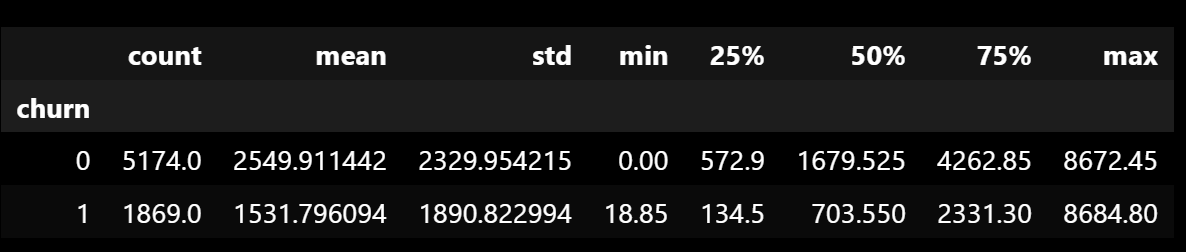 count mean std min 25% 50% 75% max
churn
0 5174.0 2549.911442 2329.954215 0.00 572.9 1679.525 4262.85 8672.45
1 1869.0 1531.796094 1890.822994 18.85 134.5 703.550 2331.30 8684.80